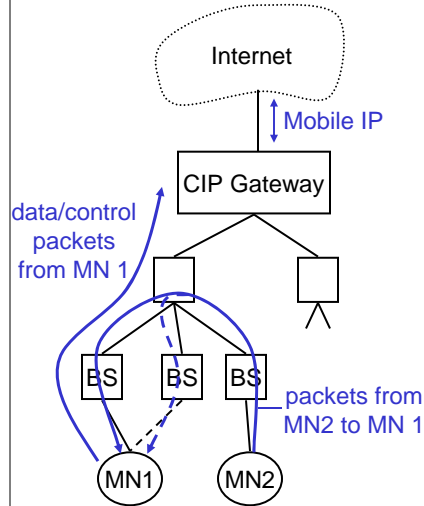 Internet
Mobile IP
CIP Gateway
data/control
packets
from MN 1
BS
BS
BS
packets from
MN2 to MN 1
MN1
MN2